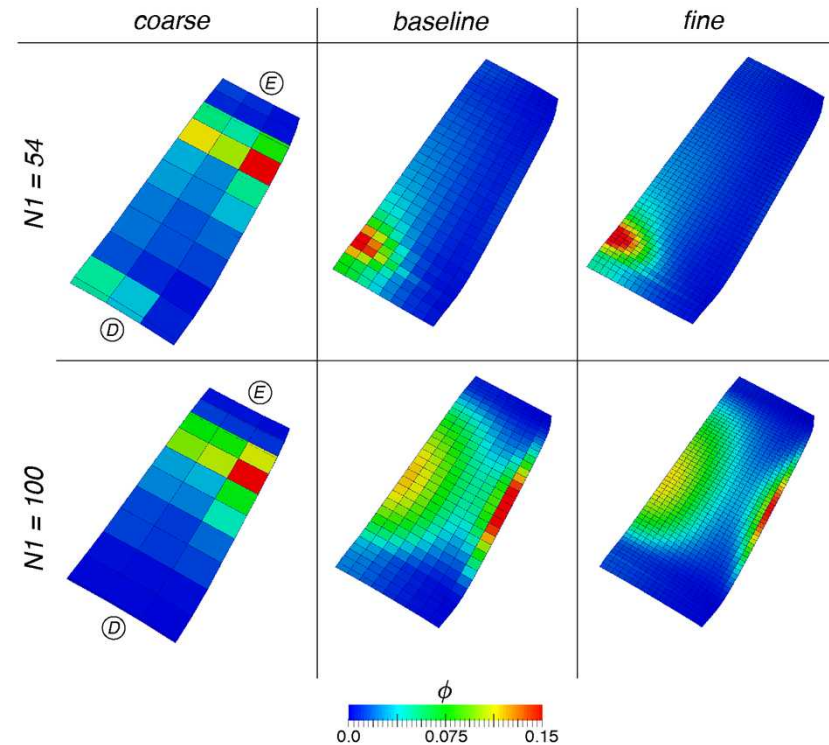 coarse baseline fine
N1 = 54
E
D
N1 = 100
E
D
ϕ
0.0 0.075 0.15